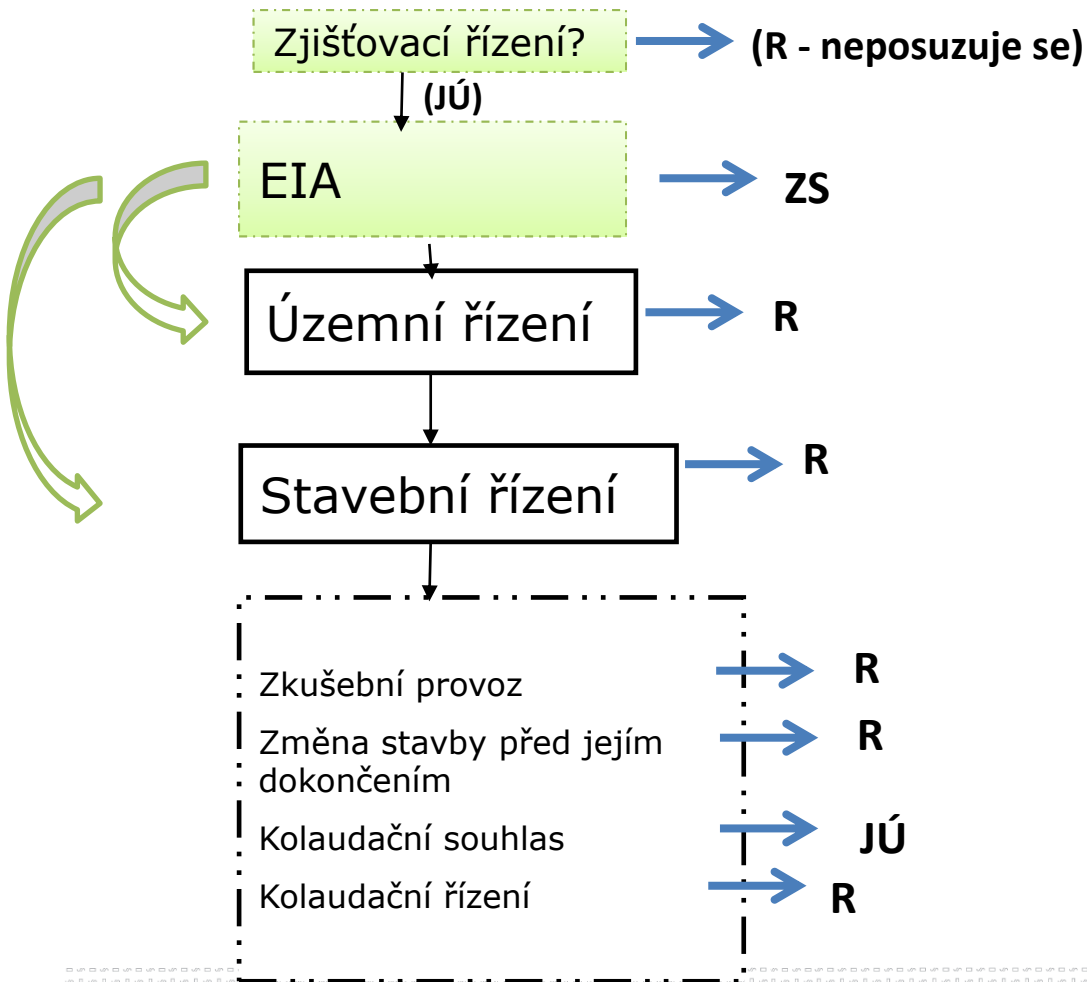 Zjišťovací řízení?
(R - neposuzuje se)
(JÚ)
EIA
ZS
Územní řízení
R
Stavební řízení
R
Zkušební provoz
R
Změna stavby před jejím
dokončením
R
Kolaudační souhlas
JÚ
Kolaudační řízení
R